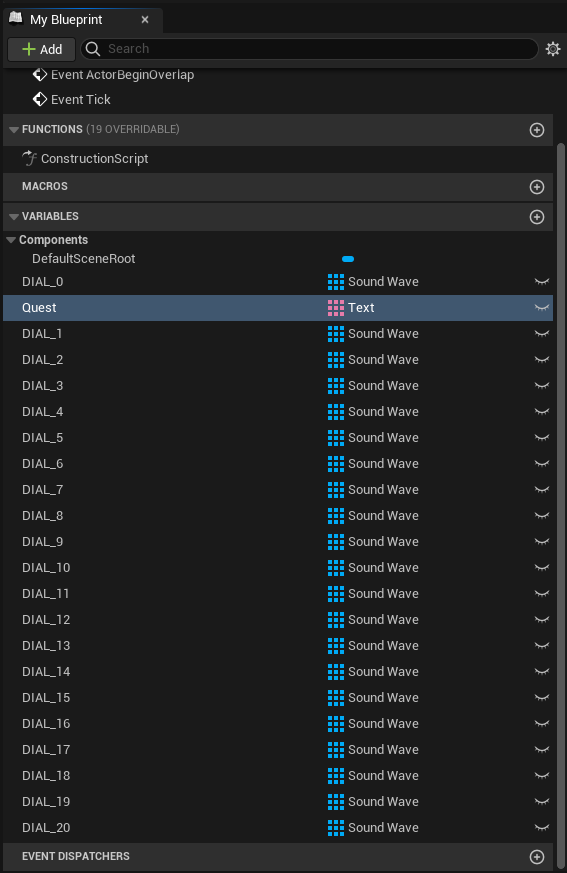 My Blueprint
Add
Search
Event ActorBeginOverlap
Event Tick
FUNCTIONS (19 OVERRIDABLE)
ConstructionScript
MACROS
VARIABLES
Components
DefaultSceneRoot
DIAL_0 Sound Wave
Quest Text
DIAL_1 Sound Wave
DIAL_2 Sound Wave
DIAL_3 Sound Wave
DIAL_4 Sound Wave
DIAL_5 Sound Wave
DIAL_6 Sound Wave
DIAL_7 Sound Wave
DIAL_8 Sound Wave
DIAL_9 Sound Wave
DIAL_10 Sound Wave
DIAL_11 Sound Wave
DIAL_12 Sound Wave
DIAL_13 Sound Wave
DIAL_14 Sound Wave
DIAL_15 Sound Wave
DIAL_16 Sound Wave
DIAL_17 Sound Wave
DIAL_18 Sound Wave
DIAL_19 Sound Wave
DIAL_20 Sound Wave
EVENT DISPATCHERS